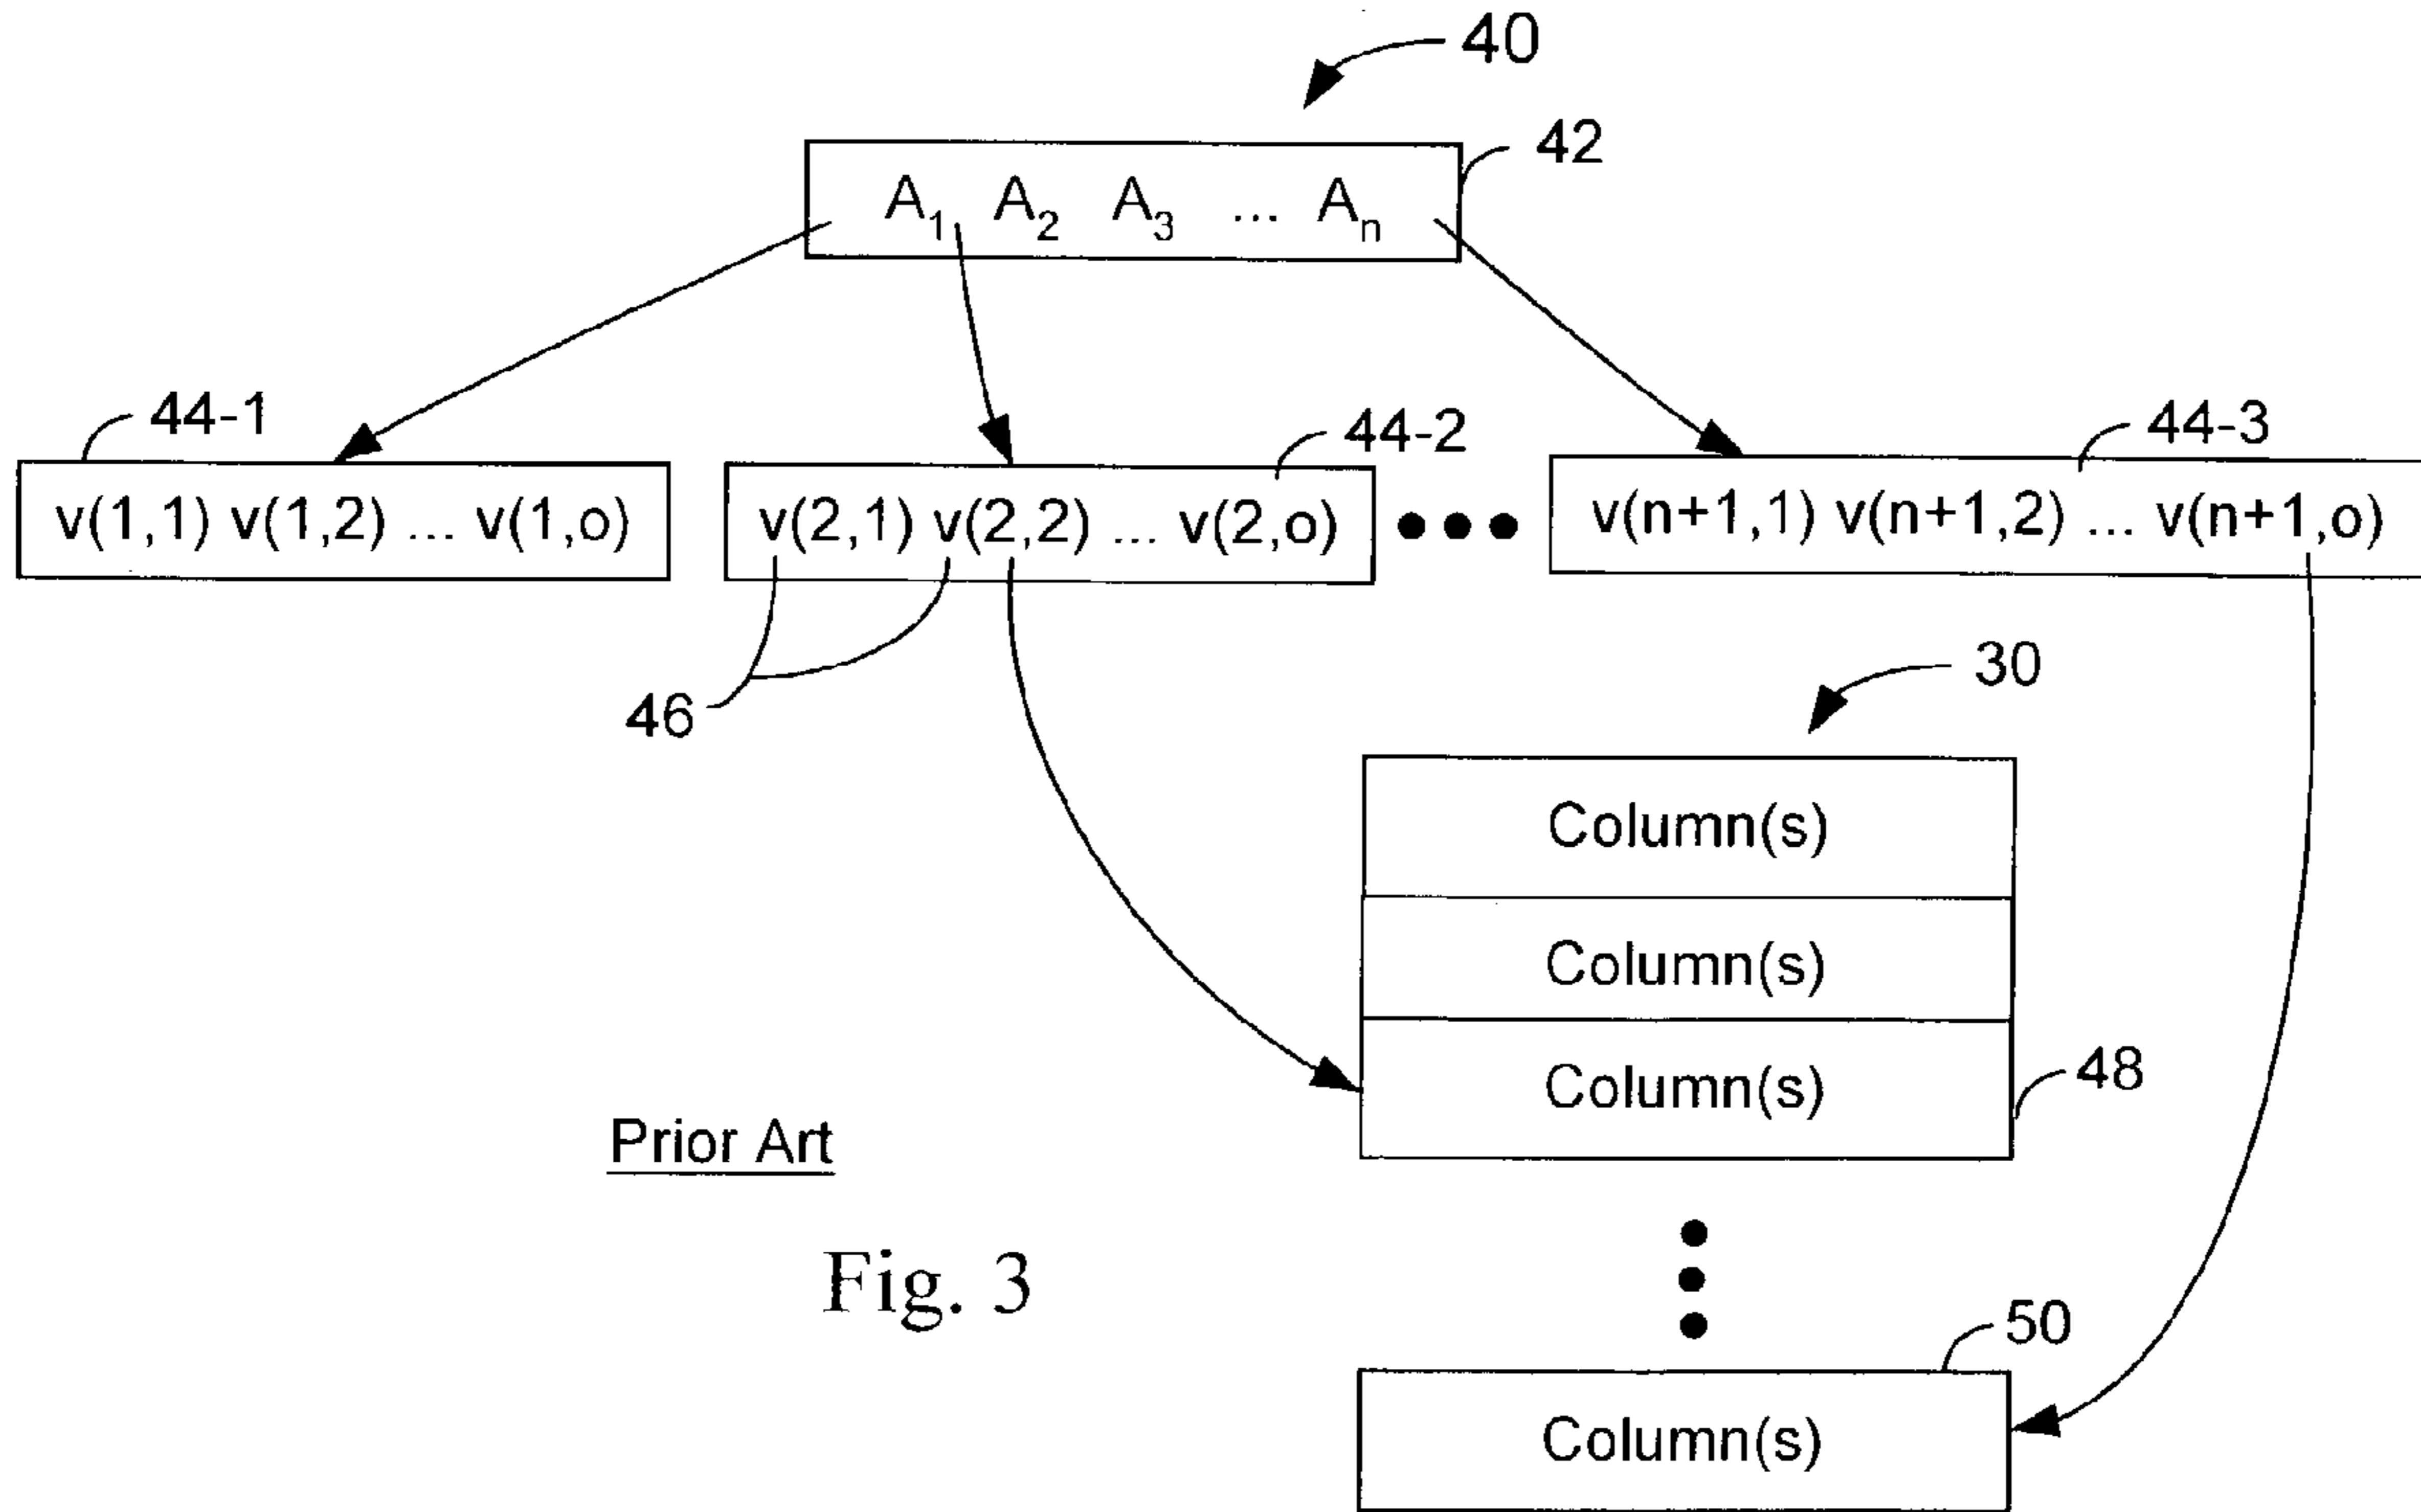 40
42
A₁ A₂ A₃ ... Aₙ
44-1
44-2
44-3
v(1,1) v(1,2) ... v(1,o)
v(2,1) v(2,2) ... v(2,o)
v(n+1,1) v(n+1,2) ... v(n+1,o)
46
30
Column(s)
Column(s)
Column(s)
48
Prior Art
Fig. 3
50
Column(s)